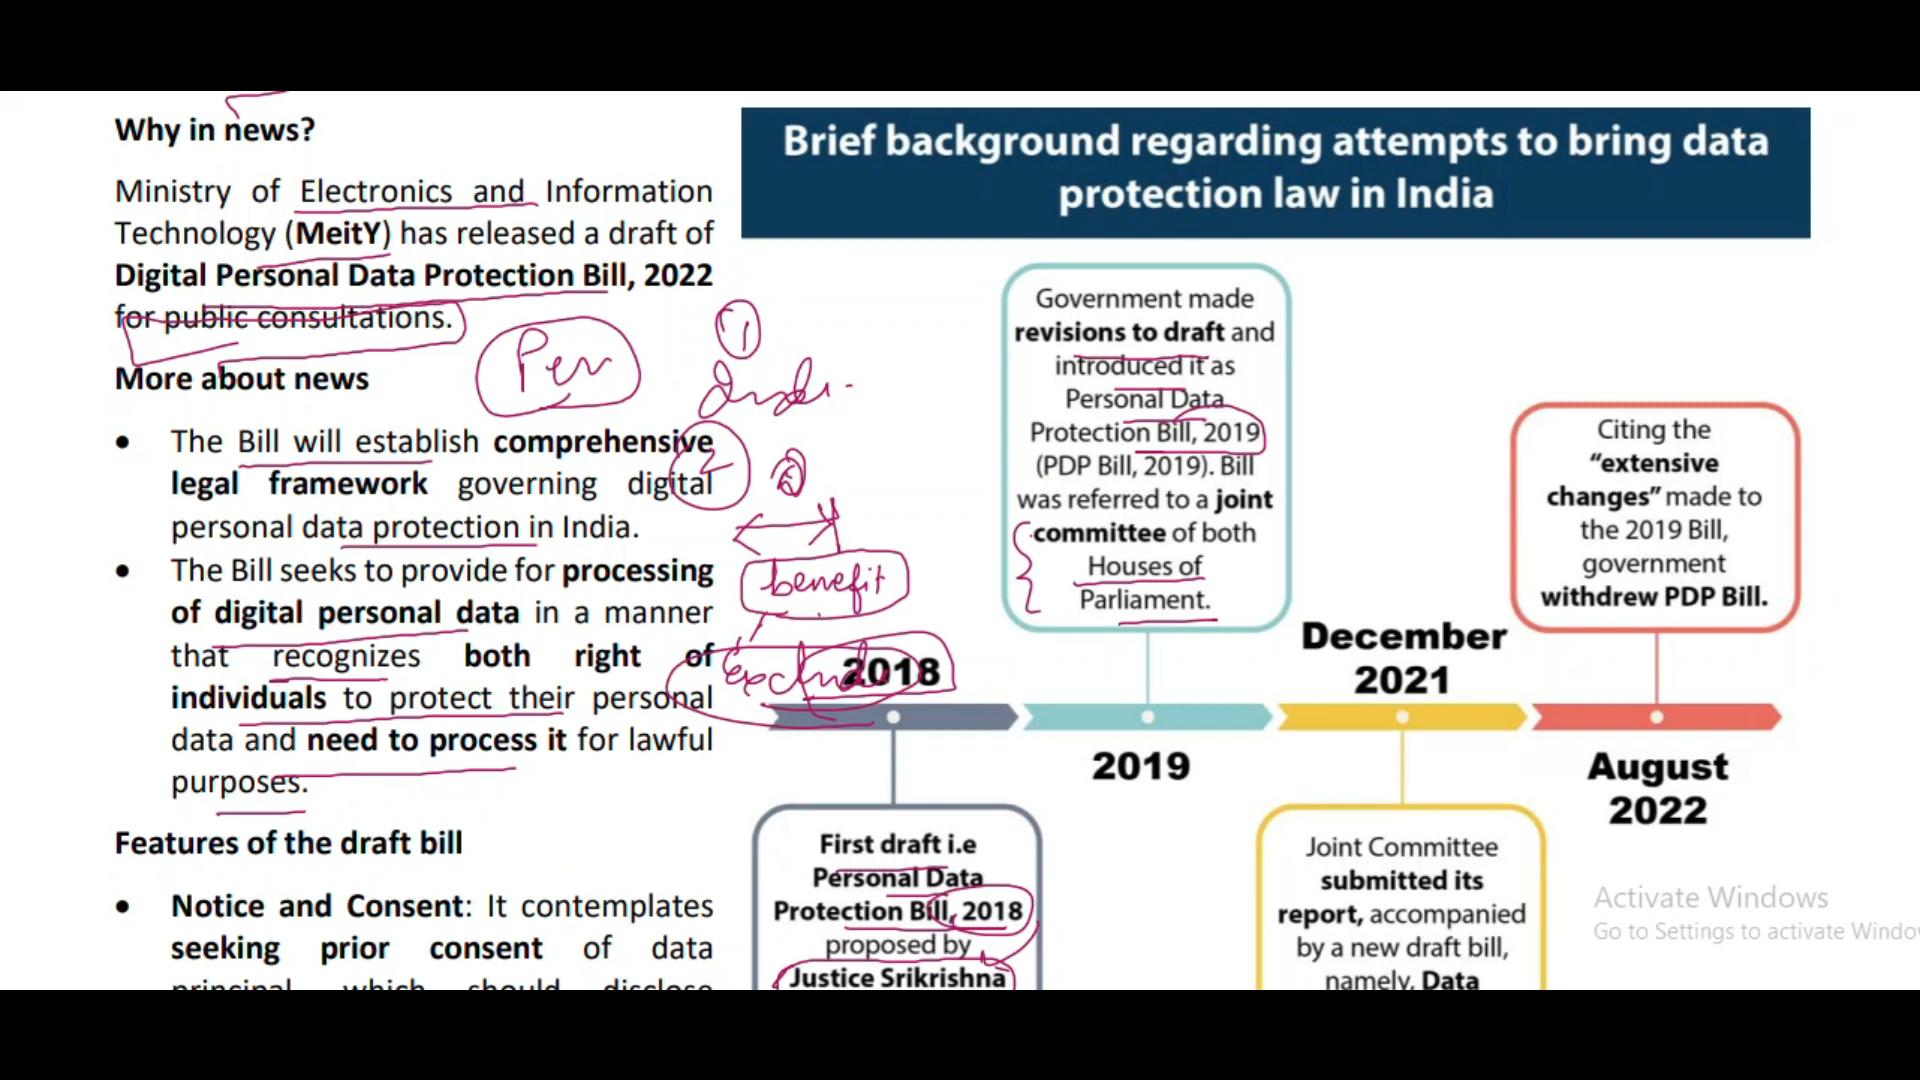 Why in news?
Ministry of Electronics and Information
Technology (MeitY) has released a draft of
Digital Personal Data Protection Bill, 2022
for public consultations.
Per
More about news
The Bill will establish comprehensive
legal framework governing digital
personal data protection in India.
The Bill seeks to provide for processing
of digital personal data in a manner
that recognizes both right of
individuals to protect their personal
data and need to process it for lawful
purposes.
Features of the draft bill
Notice and Consent: It contemplates
seeking prior consent of data
principal which should disclose
1
2
benefit
Brief background regarding attempts to bring data
protection law in India
Government made
revisions to draft and
introduced it as
Personal Data
Protection Bill, 2019
(PDP Bill, 2019). Bill
was referred to a joint
committee of both
Houses of
Parliament.
Citing the
“extensive
changes” made to
the 2019 Bill,
government
withdrew PDP Bill.
2018
2019
December
2021
August
2022
First draft i.e
Personal Data
Protection Bill, 2018
proposed by
Justice Srikrishna
Joint Committee
submitted its
report, accompanied
by a new draft bill,
namely, Data
Activate Windows
Go to Settings to activate Windo